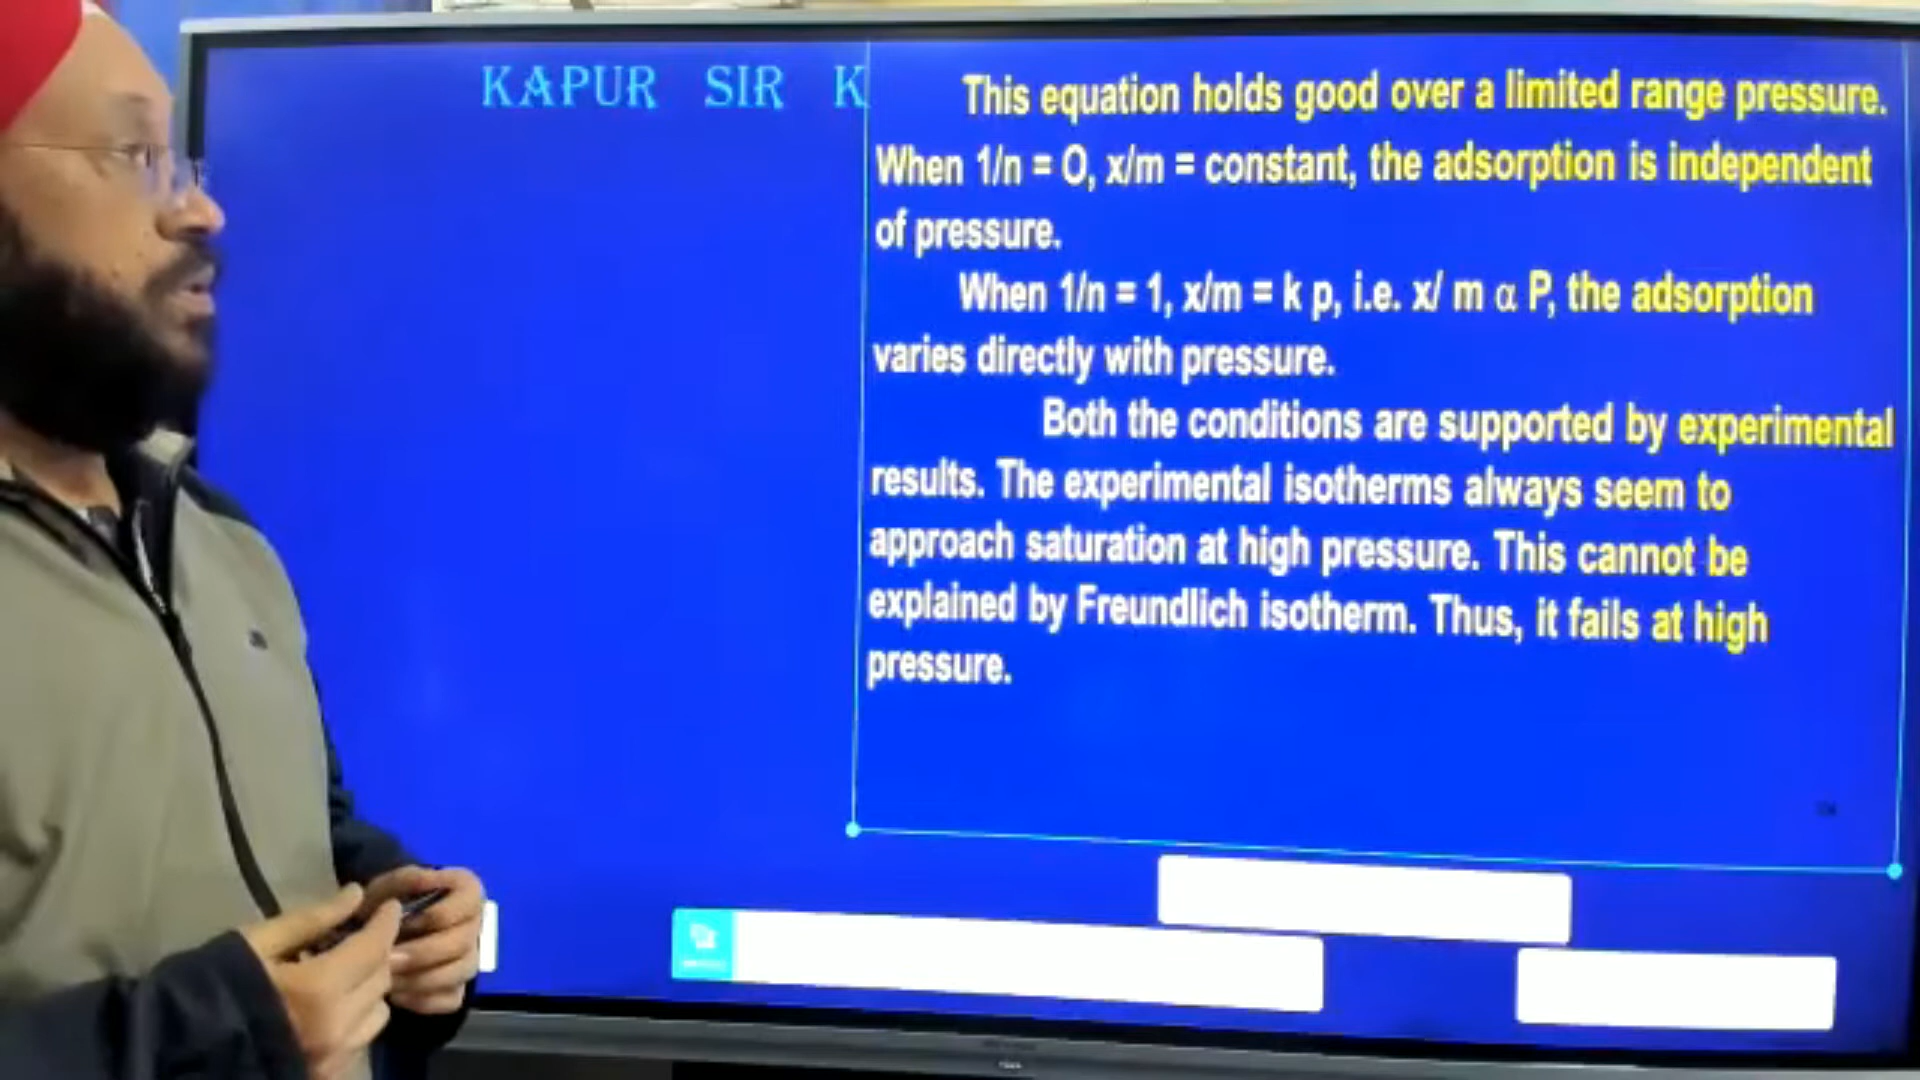 KAPUR SIR K
This equation holds good over a limited range pressure.
When 1/n = O, x/m = constant, the adsorption is independent
of pressure.
When 1/n = 1, x/m = k p, i.e. x/ m α P, the adsorption
varies directly with pressure.
Both the conditions are supported by experimental
results. The experimental isotherms always seem to
approach saturation at high pressure. This cannot be
explained by Freundlich isotherm. Thus, it fails at high
pressure.